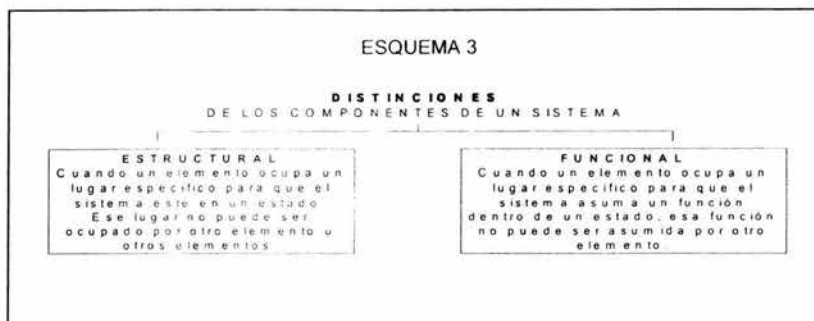 ESQUEMA 3
DISTINCIONES
DE LOS COMPONENTES DE UN SISTEMA
ESTRUCTURAL
Cuando un elemento ocupa un
lugar específico para que el
sistema esté en un estado
Ese lugar no puede ser
ocupado por otro elemento u
otros elementos
FUNCIONAL
Cuando un elemento ocupa un
lugar específico para que el
sistema asuma un función
dentro de un estado, esa función
no puede ser asumida por otro
elemento